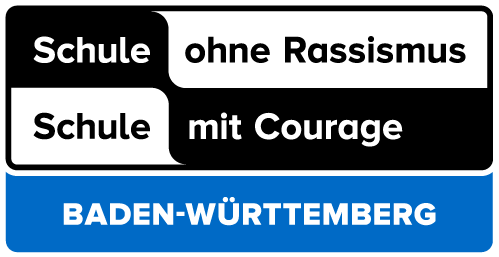 Schule ohne Rassismus
Schule mit Courage
BADEN-WÜRTTEMBERG